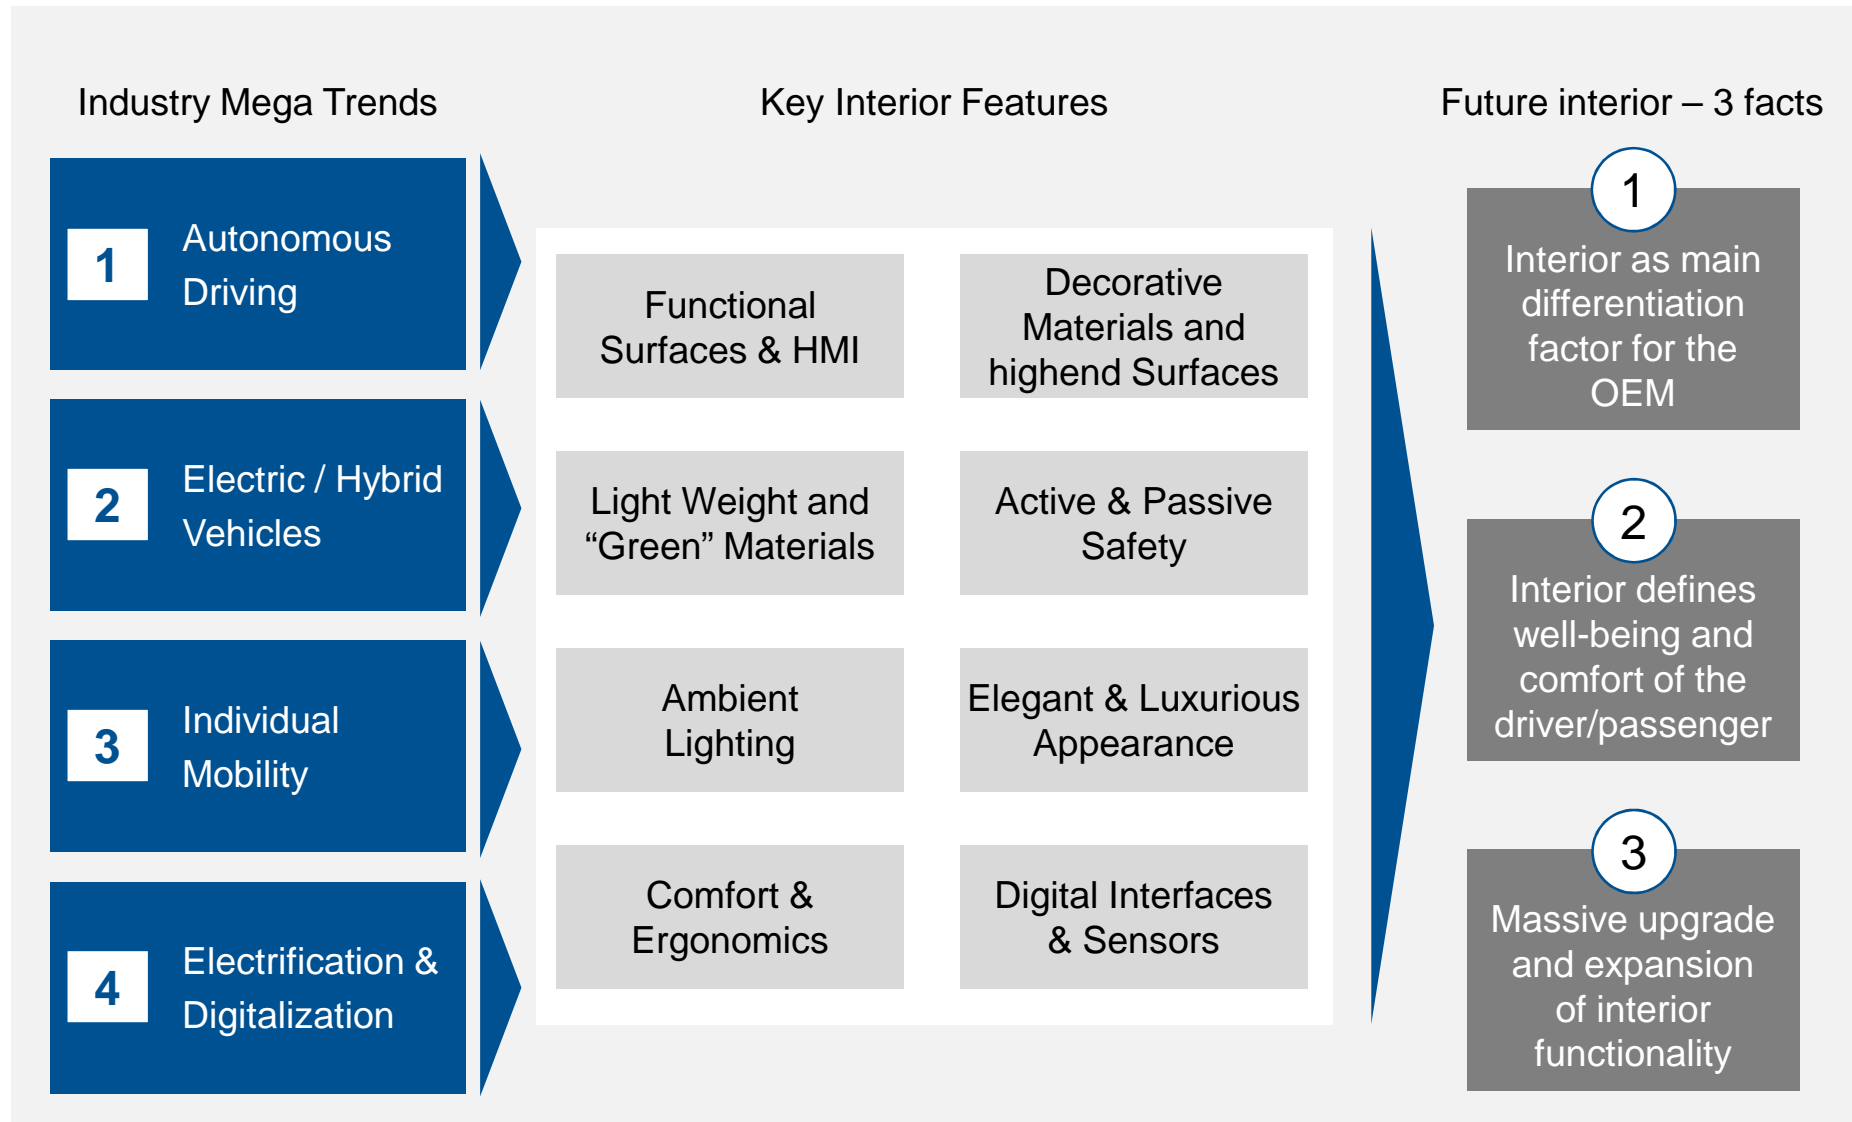 Industry Mega Trends
1
Autonomous
Driving
2
Electric / Hybrid
Vehicles
3
Individual
Mobility
4
Electrification &
Digitalization
Key Interior Features
Functional
Surfaces & HMI
Decorative
Materials and
highend Surfaces
Light Weight and
“Green” Materials
Active & Passive
Safety
Ambient
Lighting
Elegant & Luxurious
Appearance
Comfort &
Ergonomics
Digital Interfaces
& Sensors
Future interior – 3 facts
1
Interior as main
differentiation
factor for the
OEM
2
Interior defines
well-being and
comfort of the
driver/passenger
3
Massive upgrade
and expansion
of interior
functionality